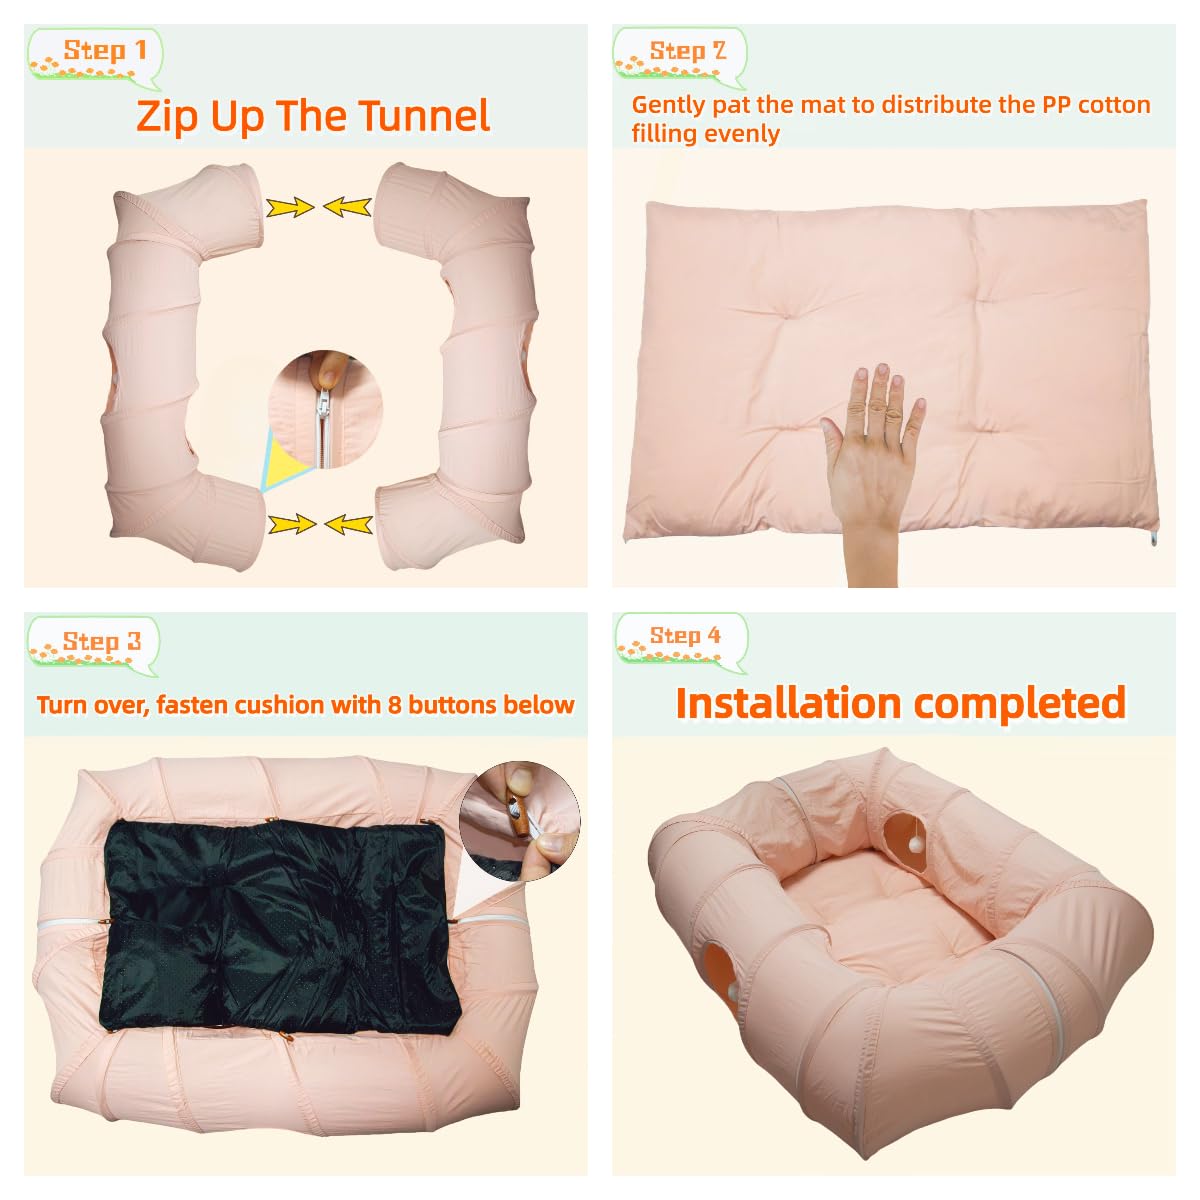 Step 1
Zip Up The Tunnel
Step 2
Gently pat the mat to distribute the PP cotton
filling evenly
Step 3
Turn over, fasten cushion with 8 buttons below
Step 4
Installation completed